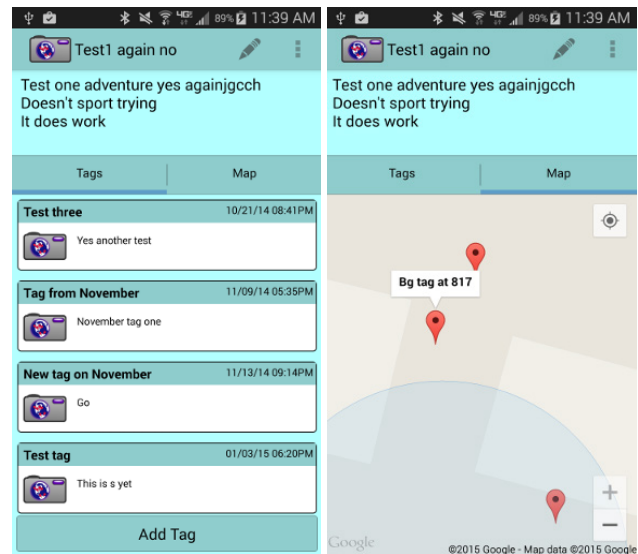 4G LTE 89% 11:39 AM
Test1 again no
Test one adventure yes againjgcch
Doesn't sport trying
It does work
Tags Map
Test three 10/21/14 08:41PM
Yes another test
Tag from November 11/09/14 05:35PM
November tag one
New tag on November 11/13/14 09:14PM
Go
Test tag 01/03/15 06:20PM
This is s yet
Add Tag
4G LTE 89% 11:39 AM
Test1 again no
Test one adventure yes againjgcch
Doesn't sport trying
It does work
Tags Map
Bg tag at 817
Google
©2015 Google - Map data ©2015 Google